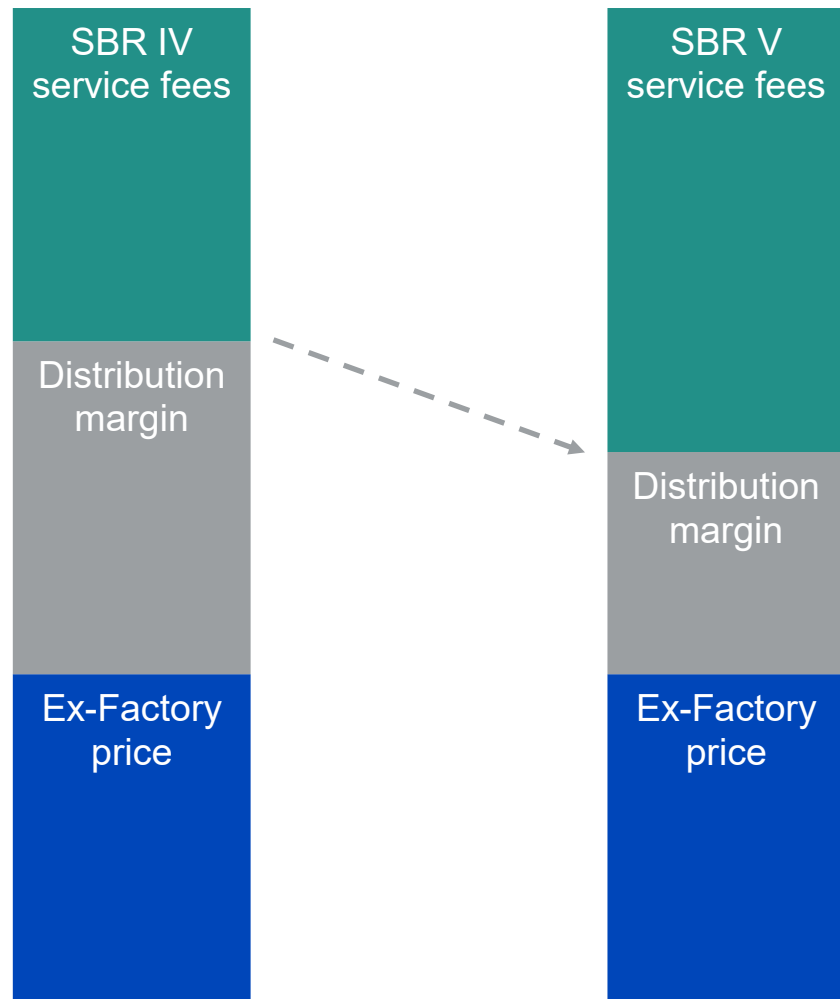 SBR IV
service fees
Distribution
margin
Ex-Factory
price
SBR V
service fees
Distribution
margin
Ex-Factory
price